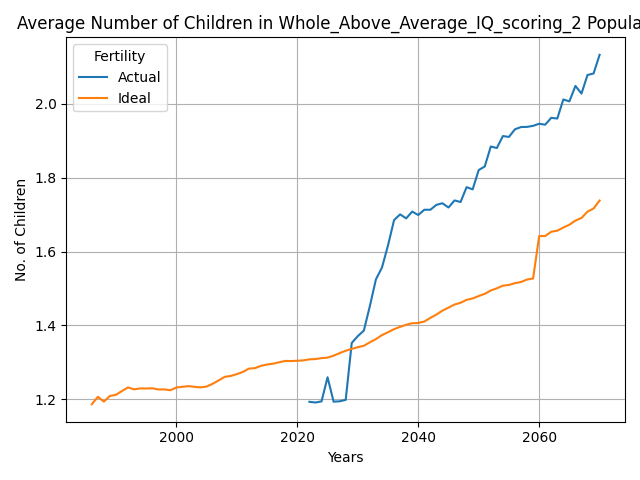 Average Number of Children in Whole_Above_Average_IQ_scoring_2 Popula
Fertility
Actual
Ideal
No. of Children
2.0
1.8
1.6
1.4
1.2
2000
2020
2040
2060
Years